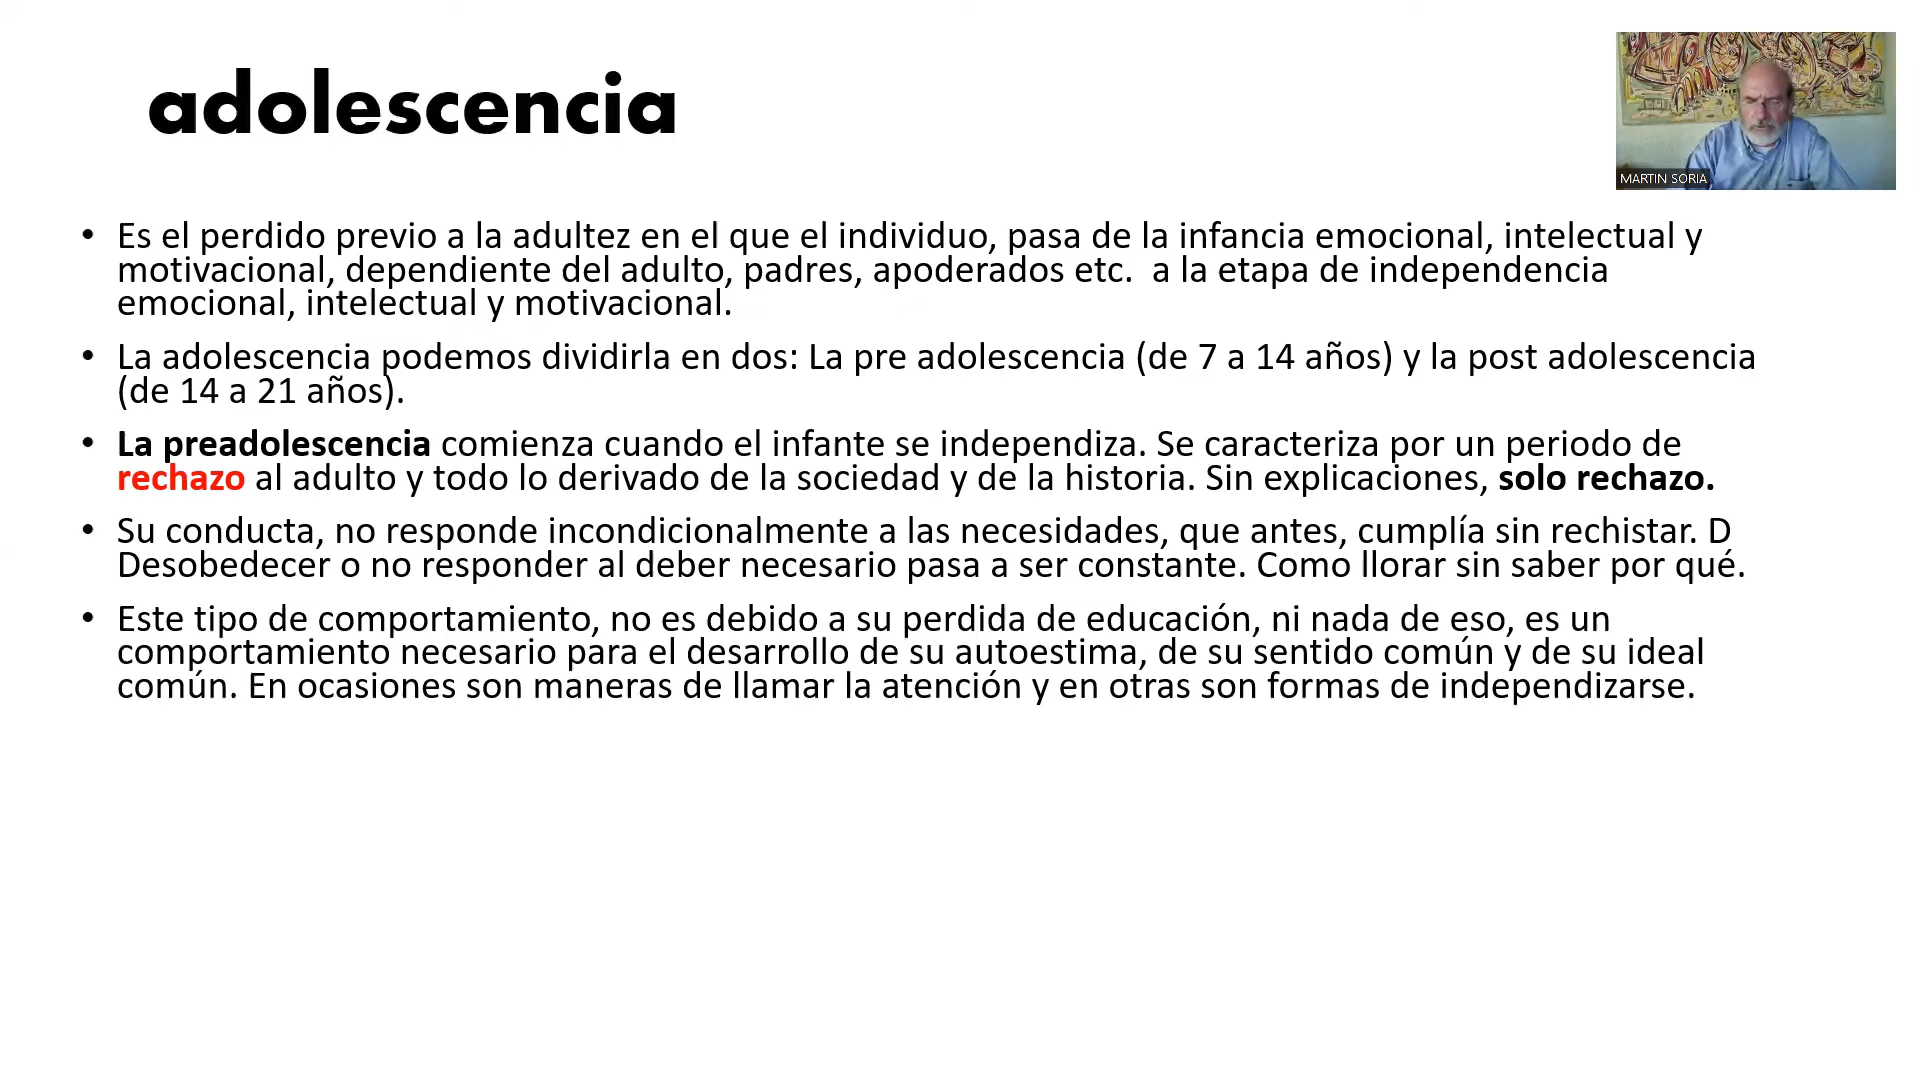 adolescencia
MARTIN SORIA
• Es el perdido previo a la adultez en el que el individuo, pasa de la infancia emocional, intelectual y
motivacional, dependiente del adulto, padres, apoderados etc.  a la etapa de independencia
emocional, intelectual y motivacional.
• La adolescencia podemos dividirla en dos: La pre adolescencia (de 7 a 14 años) y la post adolescencia
(de 14 a 21 años).
• La preadolescencia comienza cuando el infante se independiza. Se caracteriza por un periodo de
rechazo al adulto y todo lo derivado de la sociedad y de la historia. Sin explicaciones, solo rechazo.
• Su conducta, no responde incondicionalmente a las necesidades, que antes, cumplía sin rechistar. D
Desobedecer o no responder al deber necesario pasa a ser constante. Como llorar sin saber por qué.
• Este tipo de comportamiento, no es debido a su perdida de educación, ni nada de eso, es un
comportamiento necesario para el desarrollo de su autoestima, de su sentido común y de su ideal
común. En ocasiones son maneras de llamar la atención y en otras son formas de independizarse.